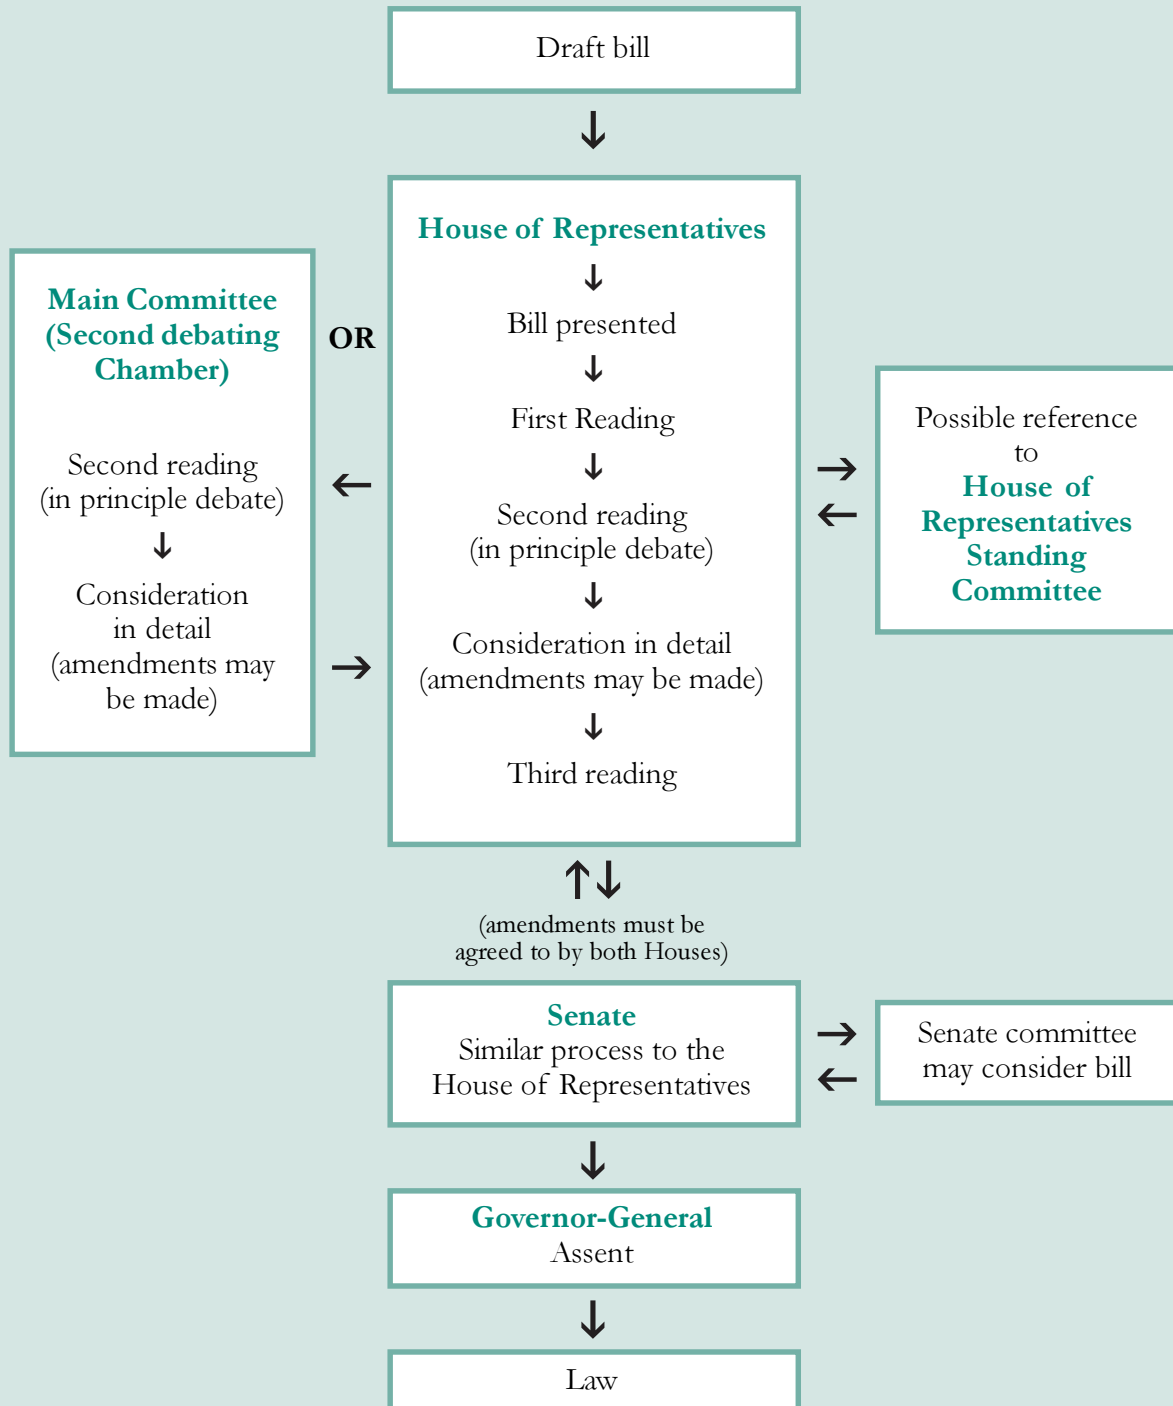 Draft bill
↓
House of Representatives
↓
Bill presented
↓
First Reading
↓
Second reading
(in principle debate)
↓
Consideration in detail
(amendments may be made)
↓
Third reading
OR
Main Committee
(Second debating
Chamber)
Second reading
(in principle debate)
↓
Consideration
in detail
(amendments may
be made)
←
→
→
←
Possible reference
to
House of
Representatives
Standing
Committee
↑↓
(amendments must be
agreed to by both Houses)
Senate
Similar process to the
House of Representatives
→
←
Senate committee
may consider bill
↓
Governor-General
Assent
↓
Law